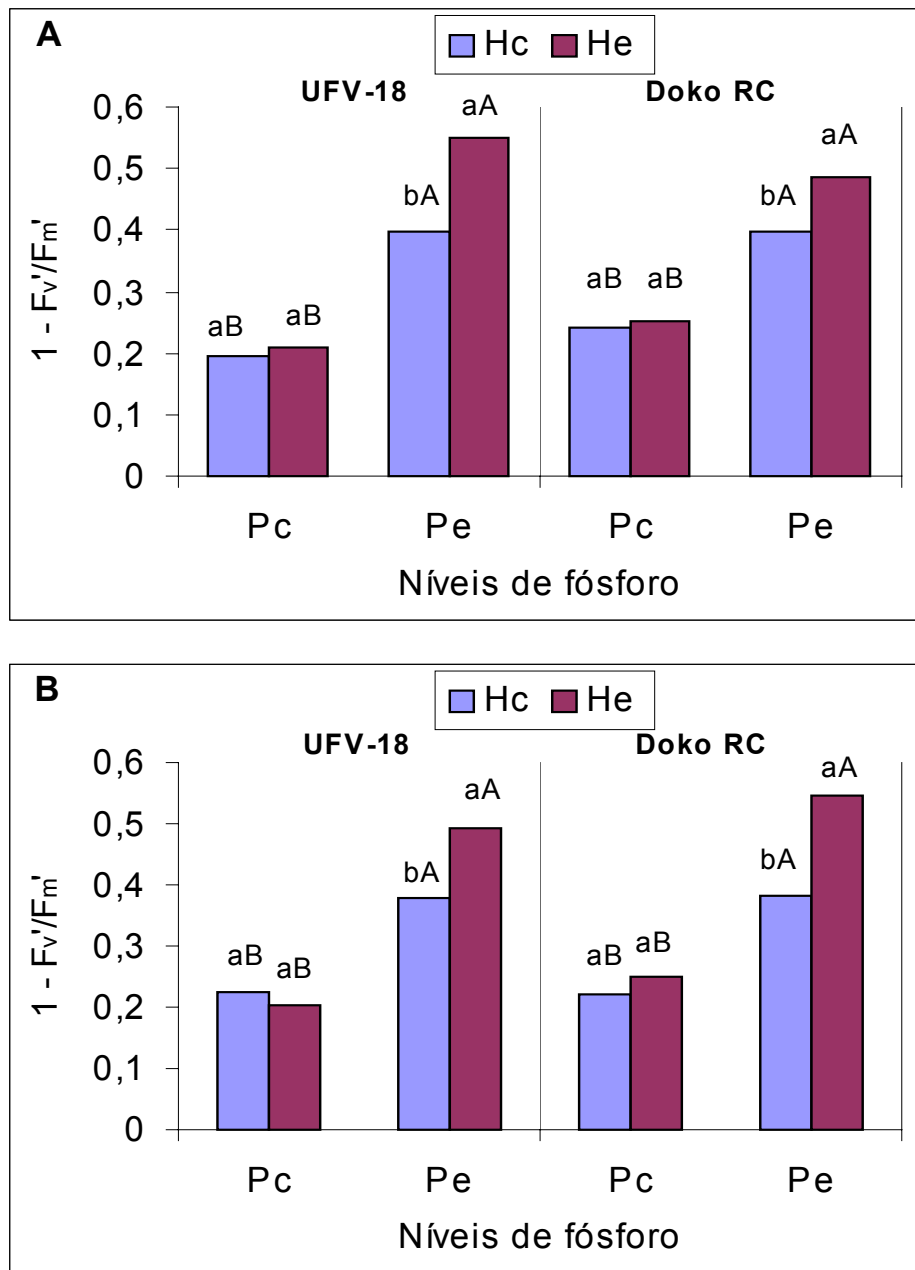 A
Hc He
UFV-18 Doko RC
0,6
0,5
0,4
0,3
0,2
0,1
0
1 - Fv'/Fm'
aB aB bA aA aB aB bA aA
Pc Pe Pc Pe
Níveis de fósforo
B
Hc He
UFV-18 Doko RC
0,6
0,5
0,4
0,3
0,2
0,1
0
1 - Fv'/Fm'
aB aB bA aA aB aB bA aA
Pc Pe Pc Pe
Níveis de fósforo